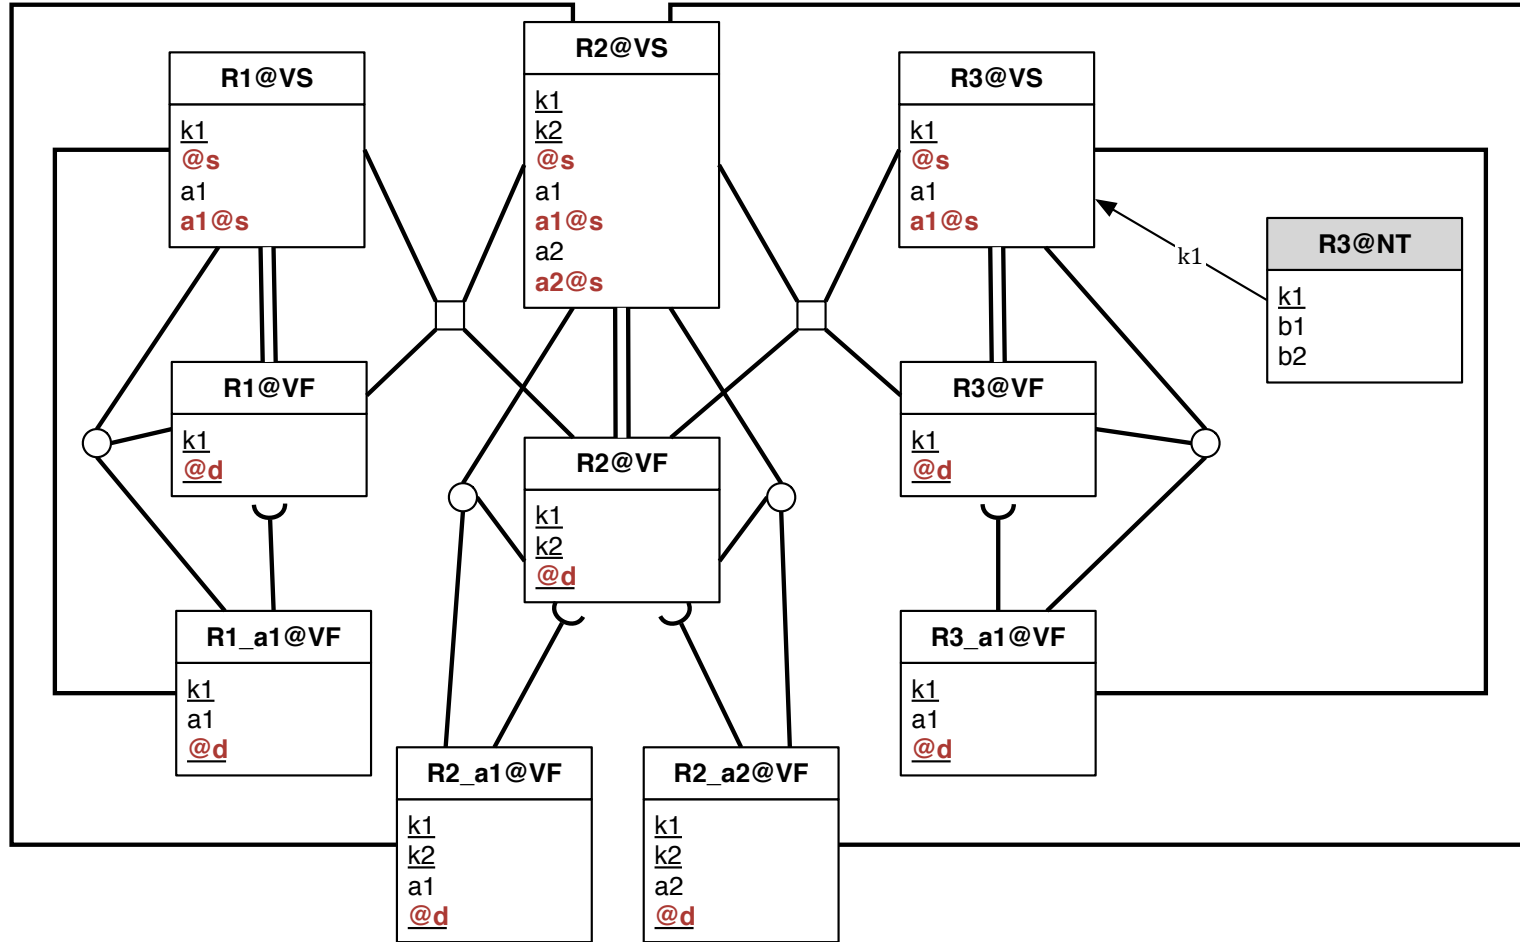 R2@VS
k1
k2
@s
a1
a1@s
a2
a2@s
R1@VS
k1
@s
a1
a1@s
R3@VS
k1
@s
a1
a1@s
k1
R3@NT
k1
b1
b2
R1@VF
k1
@d
R2@VF
k1
k2
@d
R3@VF
k1
@d
R1_a1@VF
k1
a1
@d
R3_a1@VF
k1
a1
@d
R2_a1@VF
k1
k2
a1
@d
R2_a2@VF
k1
k2
a2
@d